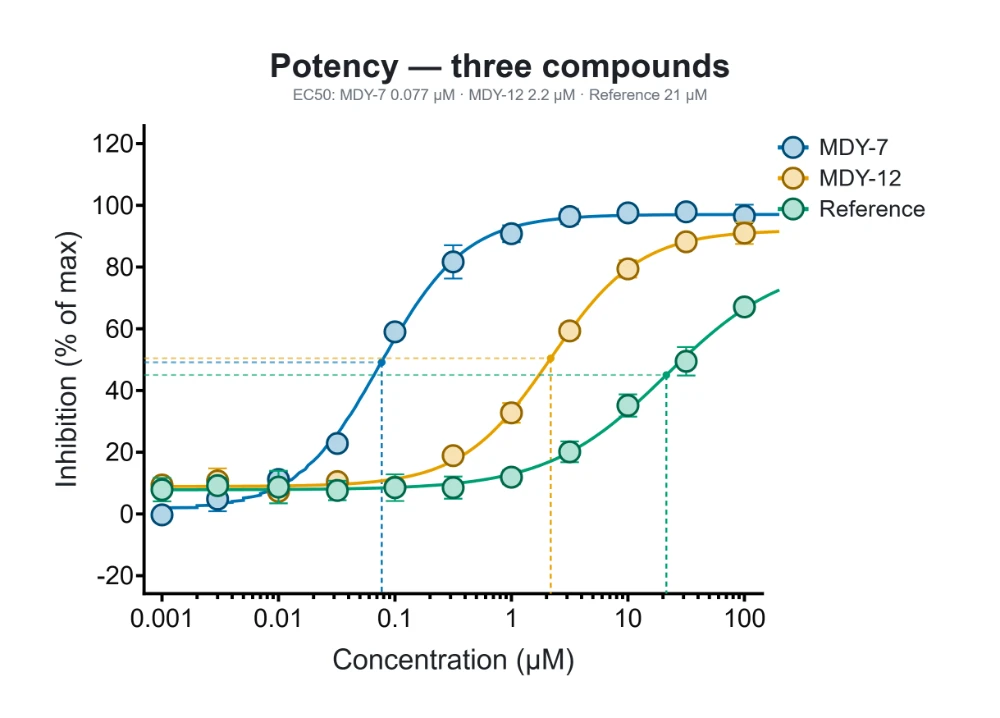 Potency — three compounds
EC50: MDY-7 0.077 µM · MDY-12 2.2 µM · Reference 21 µM
MDY-7
MDY-12
Reference
Inhibition (% of max)
120
100
80
60
40
20
0
-20
0.001 0.01 0.1 1 10 100
Concentration (µM)